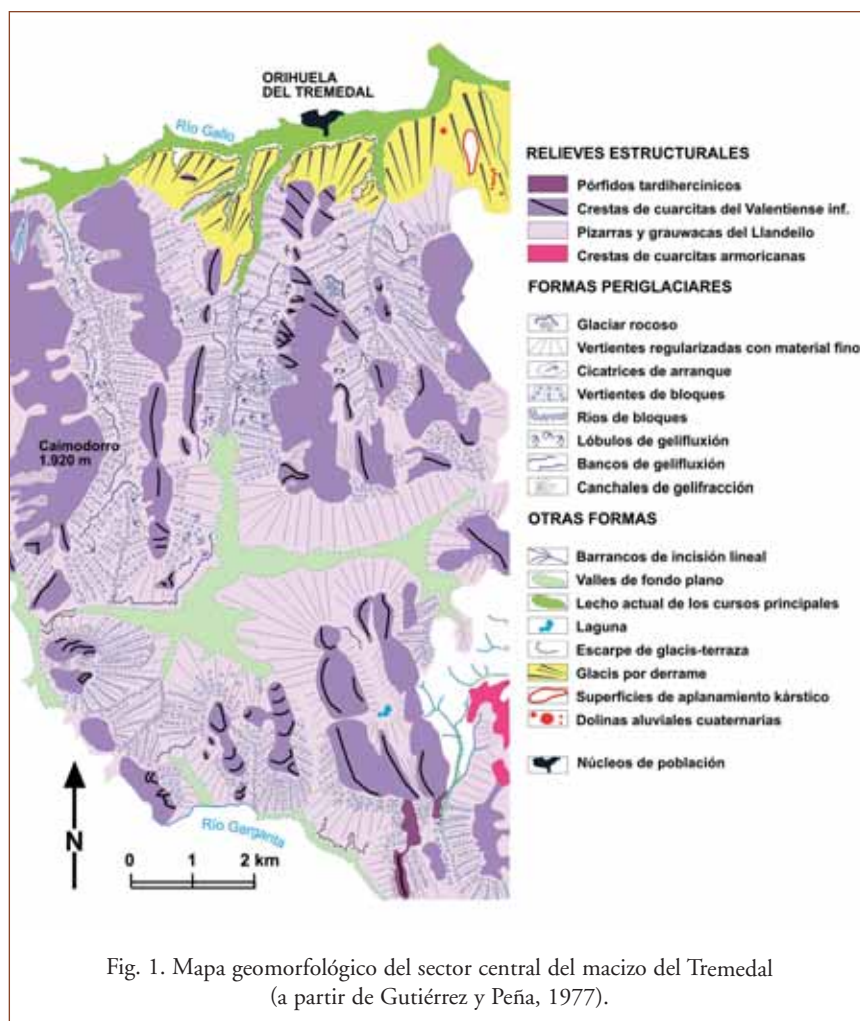 ORIHUELA
DEL TREMEDAL
Río Gallo
Caimodorro
1.920 m
Río Garganta
N
0 1 2 km
RELIEVES ESTRUCTURALES
Pórfidos tardihercínicos
Crestas de cuarcitas del Valentiense inf.
Pizarras y grauwacas del Llandeilo
Crestas de cuarcitas armoricanas
FORMAS PERIGLACIARES
Glaciar rocoso
Vertientes regularizadas con material fino
Cicatrices de arranque
Vertientes de bloques
Ríos de bloques
Lóbulos de gelifluxión
Bancos de gelifluxión
Canchales de gelifracción
OTRAS FORMAS
Barrancos de incisión lineal
Valles de fondo plano
Lecho actual de los cursos principales
Laguna
Escarpe de glacis-terraza
Glacis por derrame
Superficies de aplanamiento kárstico
Dolinas aluviales cuaternarias
Núcleos de población
Fig. 1. Mapa geomorfológico del sector central del macizo del Tremedal
(a partir de Gutiérrez y Peña, 1977).